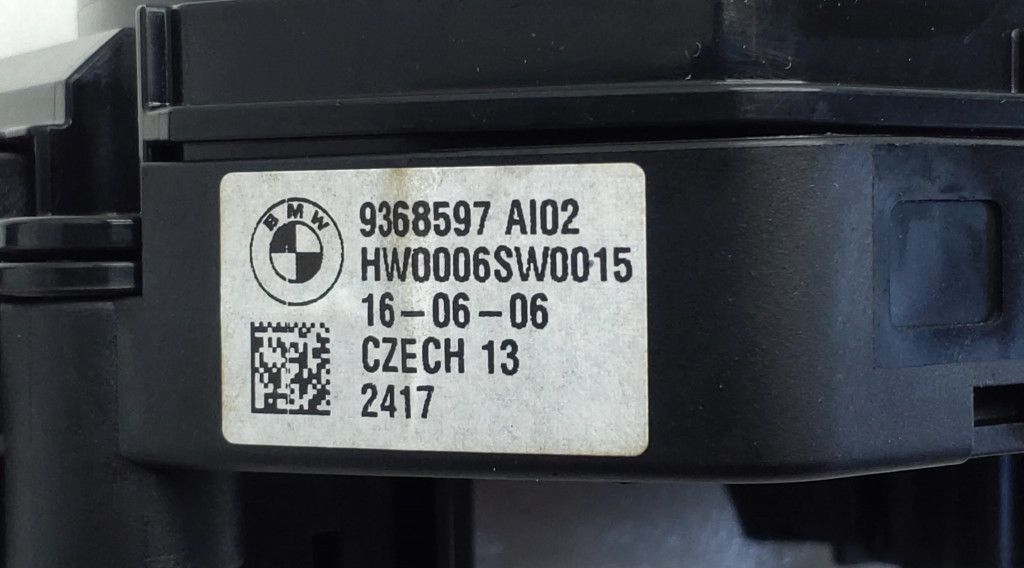 BMW
9368597 AI02
HW0006SW0015
16-06-06
CZECH 13
2417